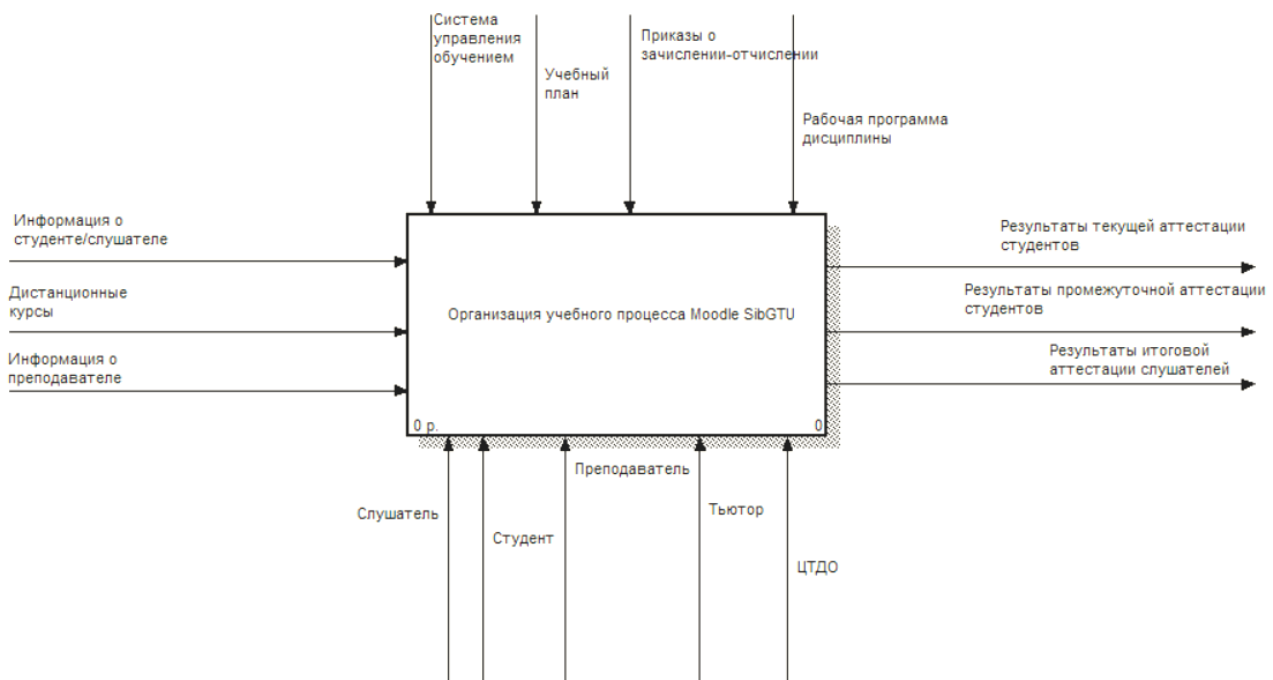 Система
управления
обучением
Учебный
план
Приказы о
зачислении-отчислении
Рабочая программа
дисциплины
Информация о
студенте/слушателе
Дистанционные
курсы
Информация о
преподавателе
Организация учебного процесса Moodle SibGTU
0 р.
0
Результаты текущей аттестации
студентов
Результаты промежуточной аттестации
студентов
Результаты итоговой
аттестации слушателей
Слушатель
Студент
Преподаватель
Тьютор
ЦТДО